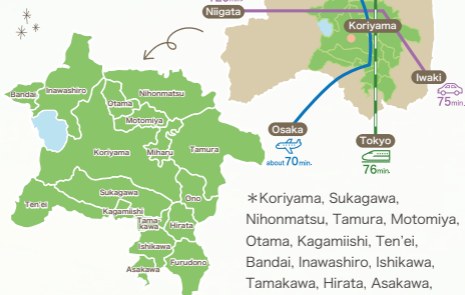 Niigata
Koriyama
Iwaki
75min.
Osaka
about 70min.
Tokyo
76min.
Bandai
Inawashiro
Nihonmatsu
Otama
Motomiya
Koriyama
Miharu
Tamura
Sukagawa
Ten'ei
Kagamiishi
Ono
Tama-
kawa
Hirata
Ishikawa
Furudono
Asakawa
＊Koriyama, Sukagawa,
Nihonmatsu, Tamura, Motomiya,
Otama, Kagamiishi, Ten'ei,
Bandai, Inawashiro, Ishikawa,
Tamakawa, Hirata, Asakawa,